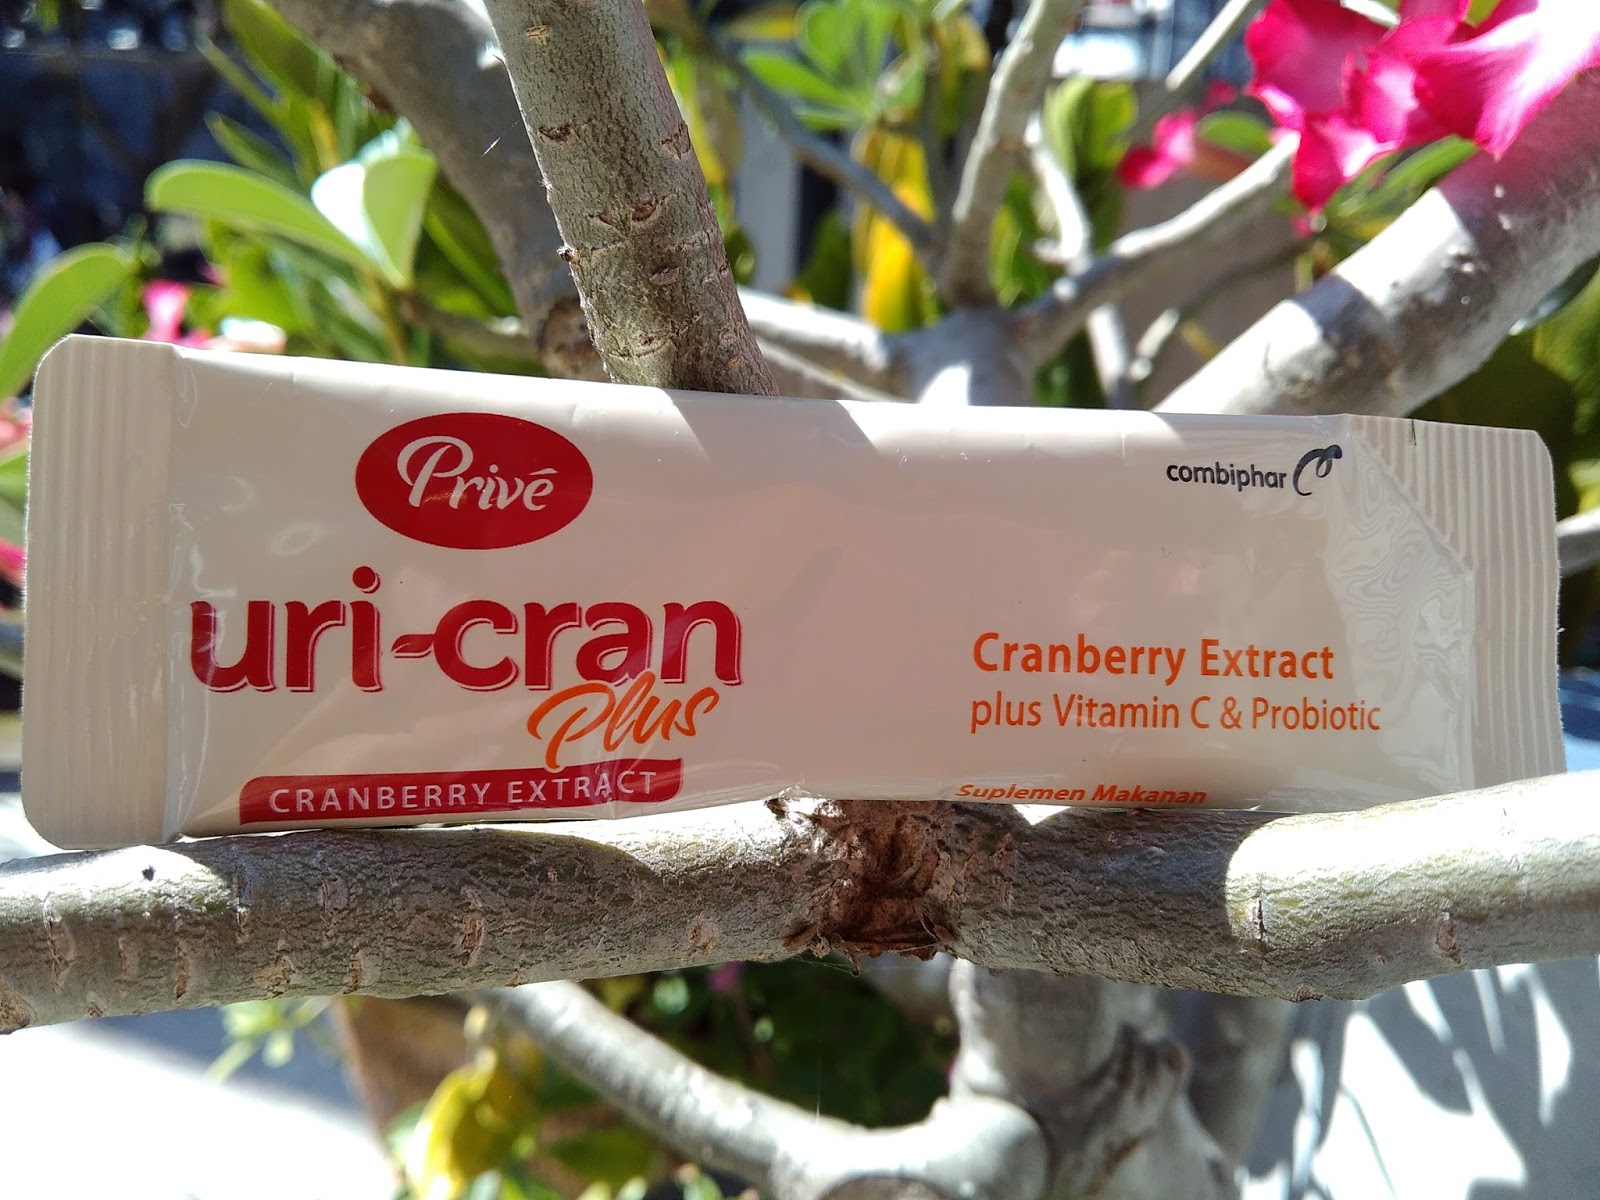 Privé
uri-cran
Plus
CRANBERRY EXTRACT
combiphar
Cranberry Extract
plus Vitamin C & Probiotic
Suplemen Makanan